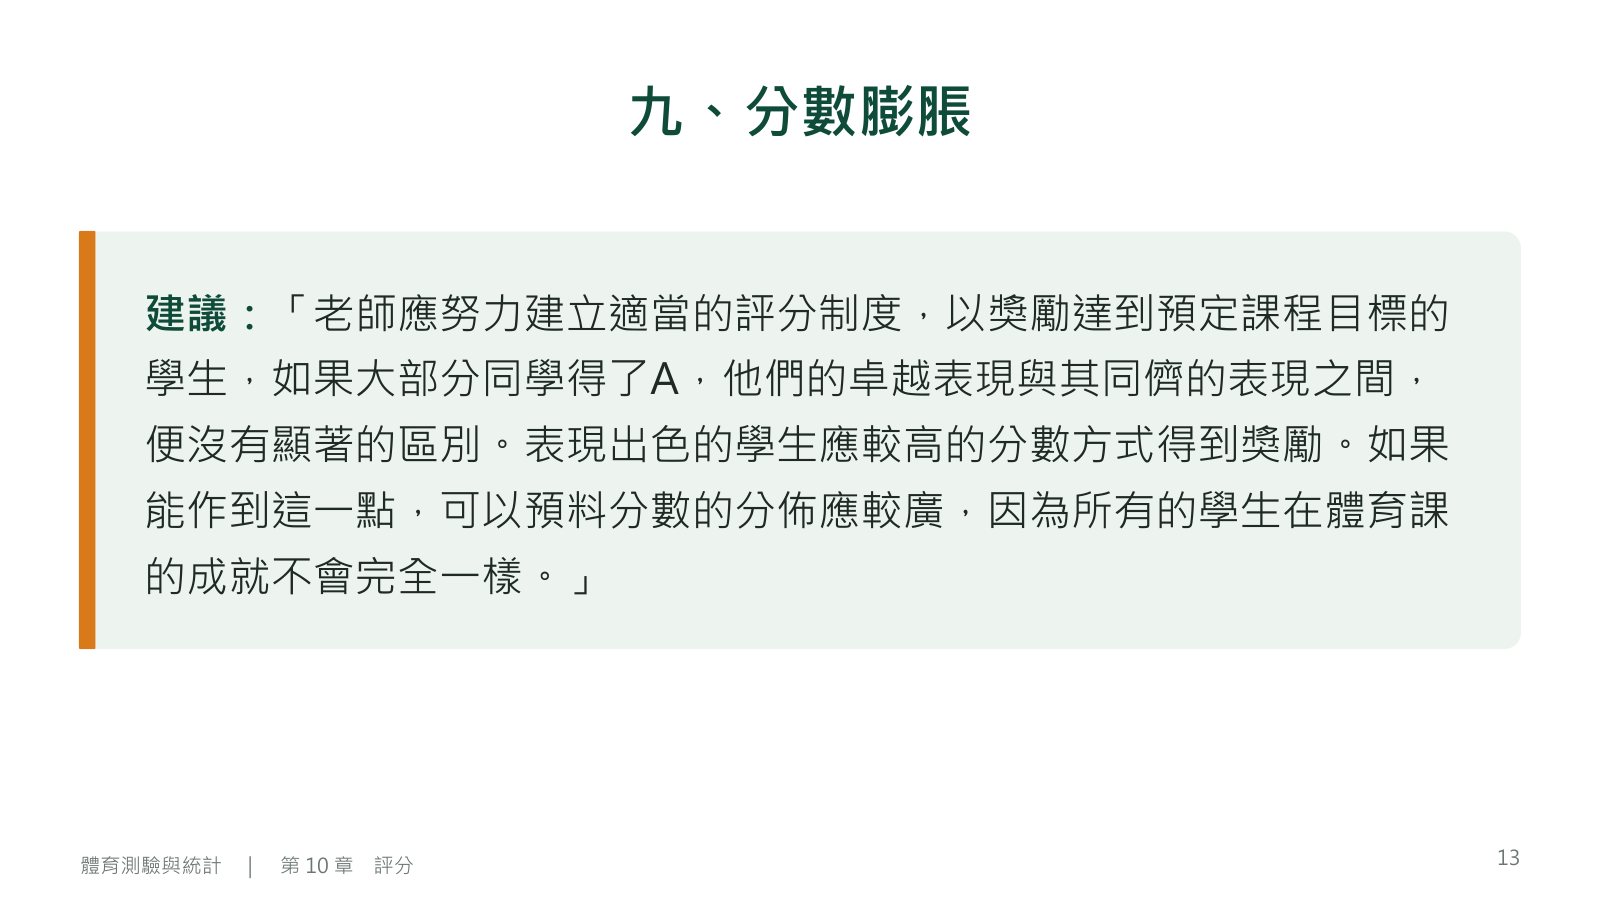 九、分數膨脹
建議：「老師應努力建立適當的評分制度，以獎勵達到預定課程目標的
學生，如果大部分同學得了A，他們的卓越表現與其同儕的表現之間，
便沒有顯著的區別。表現出色的學生應較高的分數方式得到獎勵。如果
能作到這一點，可以預料分數的分佈應較廣，因為所有的學生在體育課
的成就不會完全一樣。」
體育測驗與統計　|　第 10 章　評分
13